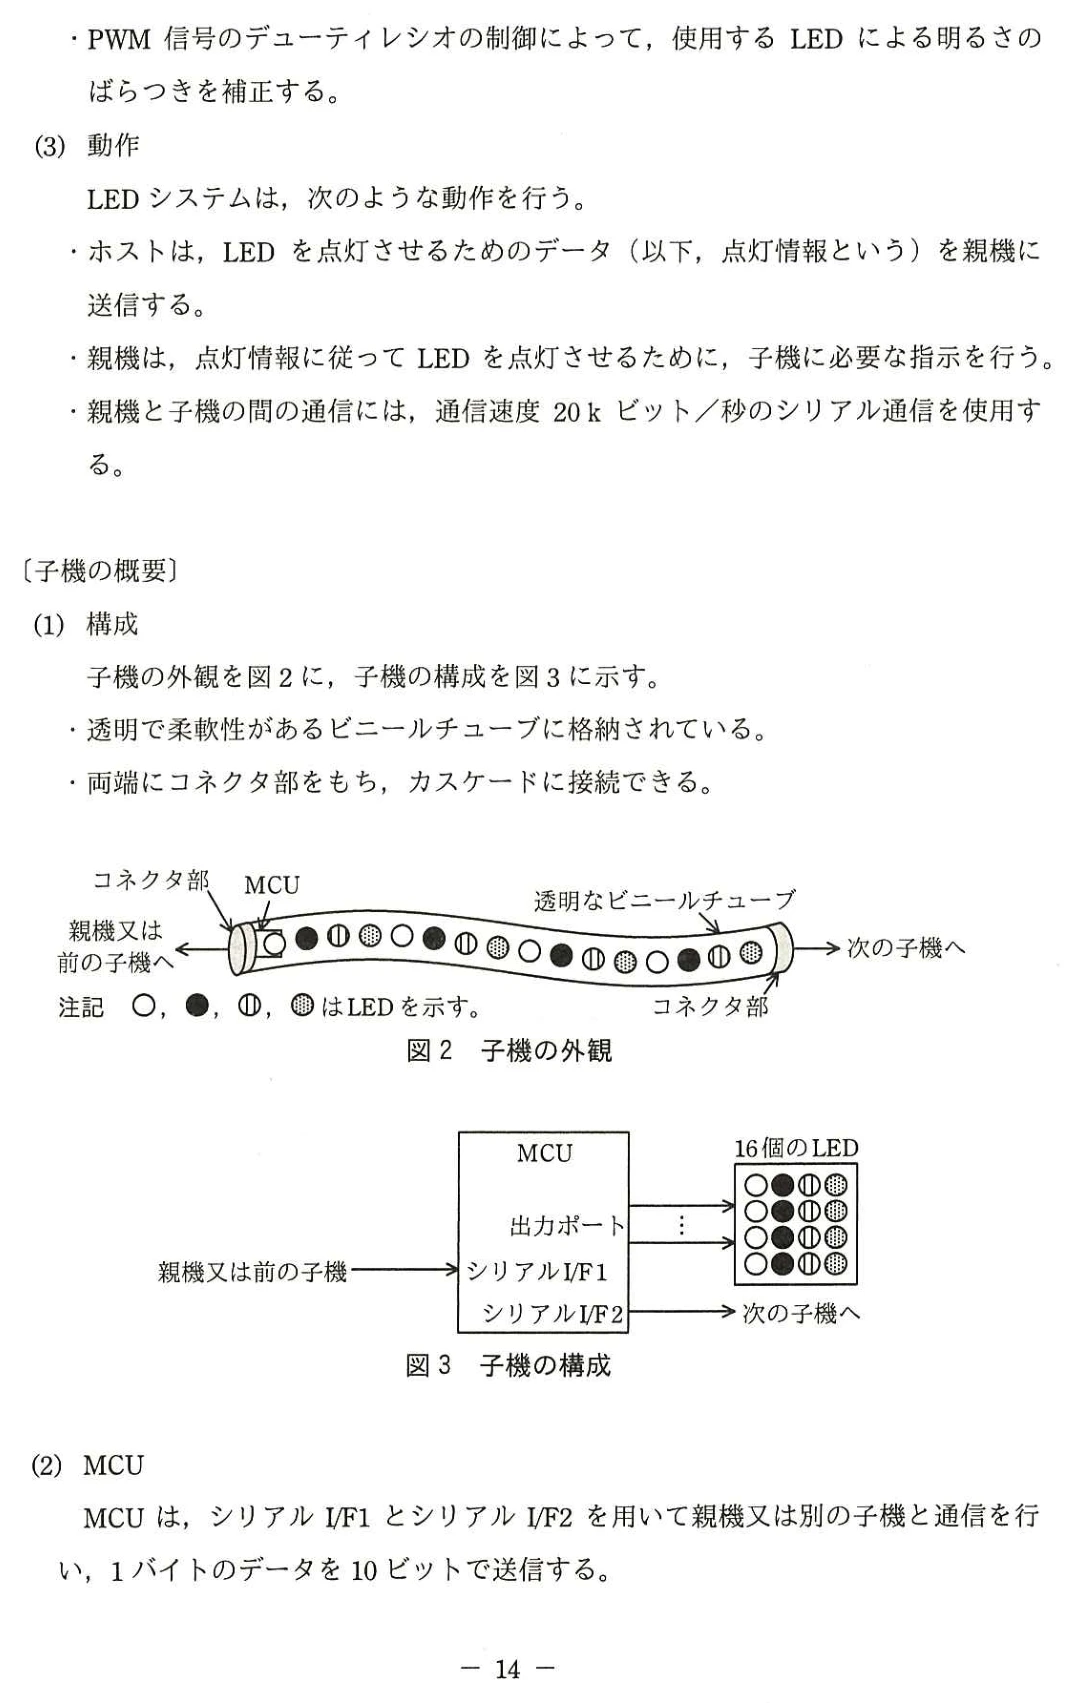 ・PWM 信号のデューティレシオの制御によって，使用する LED による明るさの
ばらつきを補正する。
(3) 動作
LED システムは，次のような動作を行う。
・ホストは，LED を点灯させるためのデータ（以下，点灯情報という）を親機に
送信する。
・親機は，点灯情報に従って LED を点灯させるために，子機に必要な指示を行う。
・親機と子機の間の通信には，通信速度 20 k ビット／秒のシリアル通信を使用す
る。
〔子機の概要〕
(1) 構成
子機の外観を図 2 に，子機の構成を図 3 に示す。
・透明で柔軟性があるビニールチューブに格納されている。
・両端にコネクタ部をもち，カスケードに接続できる。
コネクタ部
MCU
透明なビニールチューブ
親機又は
前の子機へ
次の子機へ
注記 ○，●，◍，◍はLEDを示す。
コネクタ部
図 2 子機の外観
MCU
16個のLED
出力ポート
⋮
親機又は前の子機
シリアルI/F1
シリアルI/F2
次の子機へ
図 3 子機の構成
(2) MCU
MCU は，シリアル I/F1 とシリアル I/F2 を用いて親機又は別の子機と通信を行
い，1 バイトのデータを 10 ビットで送信する。
－ 14 －